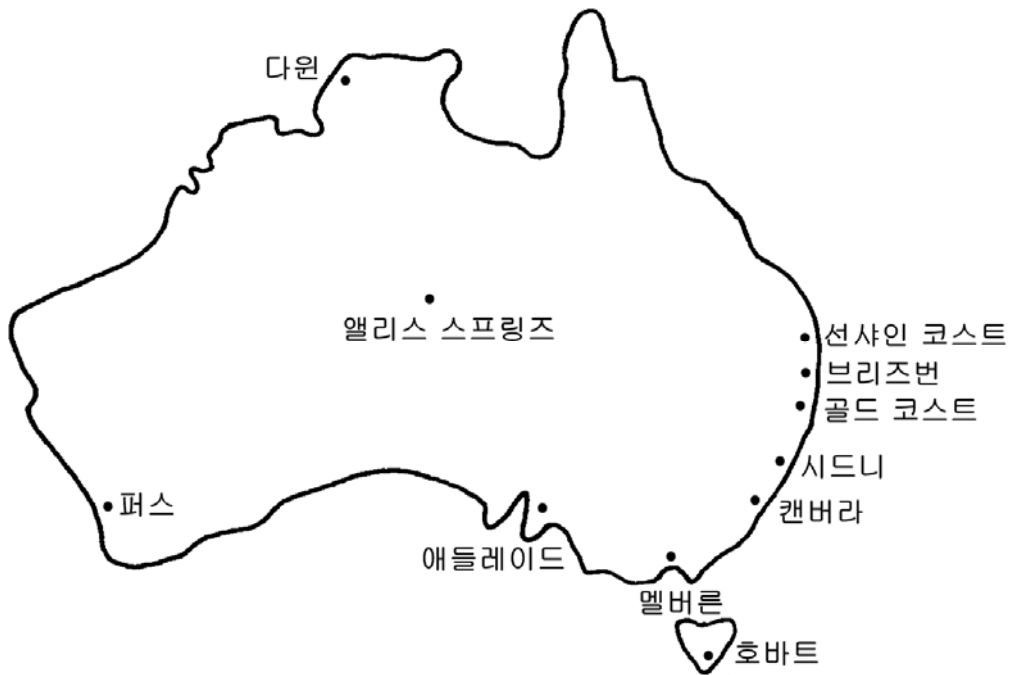 다윈
앨리스 스프링즈
선샤인 코스트
브리즈번
골드 코스트
시드니
캔버라
퍼스
애들레이드
멜버른
호바트